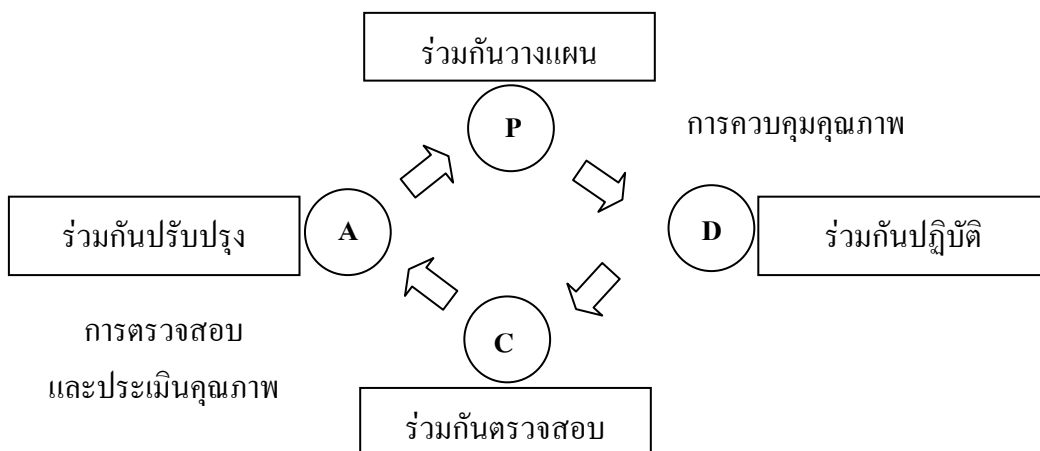 ร่วมกันวางแผน
P
การควบคุมคุณภาพ
ร่วมกันปรับปรุง
A
D
ร่วมกันปฏิบัติ
การตรวจสอบ
และประเมินคุณภาพ
C
ร่วมกันตรวจสอบ